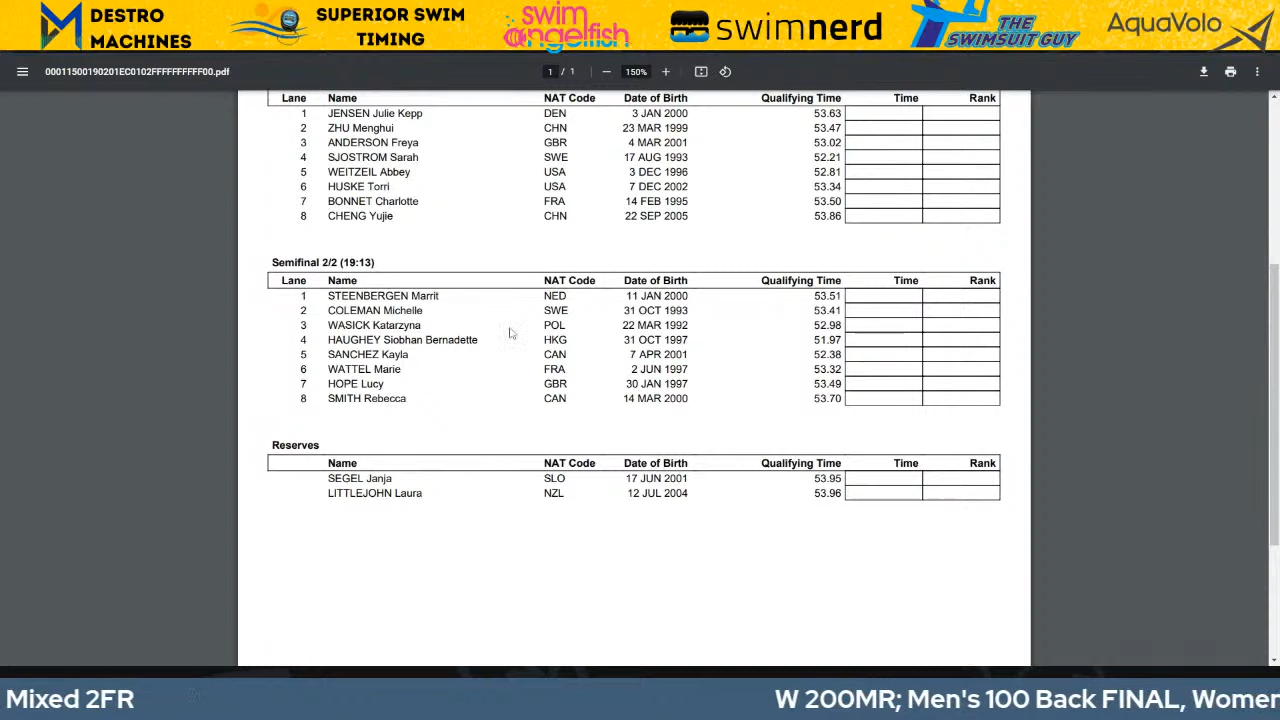 DESTRO
MACHINES
SUPERIOR SWIM
TIMING
swim
angelfish
swimnerd
THE
SWIMSUIT GUY
AquaVolo
00011500190201EC0102FFFFFFFFFF00.pdf
1 / 1
150%
Lane Name NAT Code Date of Birth Qualifying Time Time Rank
1 JENSEN Julie Kepp DEN 3 JAN 2000 53.63
2 ZHU Menghui CHN 23 MAR 1999 53.47
3 ANDERSON Freya GBR 4 MAR 2001 53.02
4 SJOSTROM Sarah SWE 17 AUG 1993 52.21
5 WEITZEIL Abbey USA 3 DEC 1996 52.81
6 HUSKE Torri USA 7 DEC 2002 53.34
7 BONNET Charlotte FRA 14 FEB 1995 53.50
8 CHENG Yujie CHN 22 SEP 2005 53.86
Semifinal 2/2 (19:13)
Lane Name NAT Code Date of Birth Qualifying Time Time Rank
1 STEENBERGEN Marrit NED 11 JAN 2000 53.51
2 COLEMAN Michelle SWE 31 OCT 1993 53.41
3 WASICK Katarzyna POL 22 MAR 1992 52.98
4 HAUGHEY Siobhan Bernadette HKG 31 OCT 1997 51.97
5 SANCHEZ Kayla CAN 7 APR 2001 52.38
6 WATTEL Marie FRA 2 JUN 1997 53.32
7 HOPE Lucy GBR 30 JAN 1997 53.49
8 SMITH Rebecca CAN 14 MAR 2000 53.70
Reserves
Name NAT Code Date of Birth Qualifying Time Time Rank
SEGEL Janja SLO 17 JUN 2001 53.95
LITTLEJOHN Laura NZL 12 JUL 2004 53.96
Mixed 2FR W 200MR; Men's 100 Back FINAL, Women